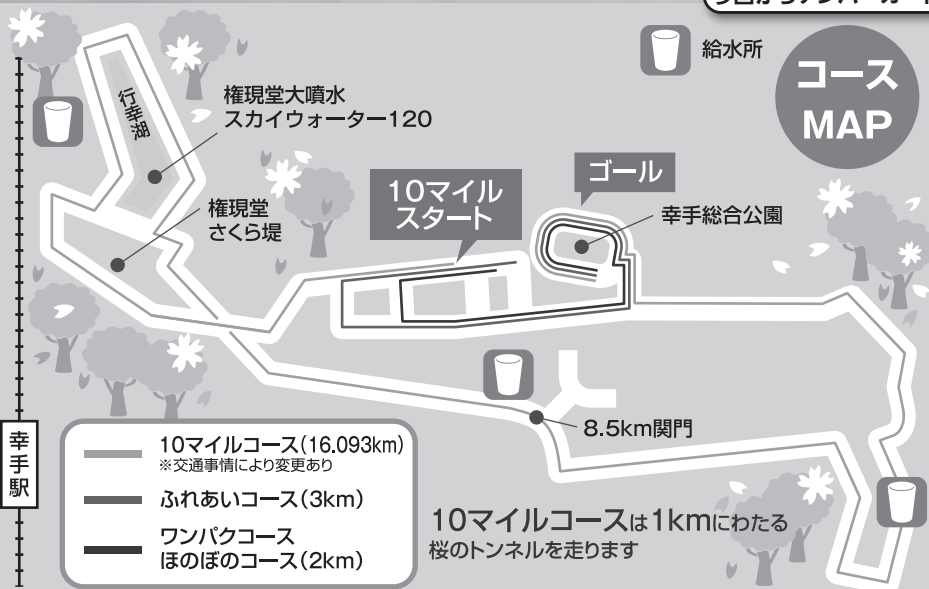 給水所
コース
MAP
行幸湖
権現堂大噴水
スカイウォーター120
権現堂
さくら堤
10マイル
スタート
ゴール
幸手総合公園
8.5km関門
幸手駅
10マイルコース(16.093km)
※交通事情により変更あり
ふれあいコース(3km)
ワンパクコース
ほのぼのコース(2km)
10マイルコースは1kmにわたる
桜のトンネルを走ります